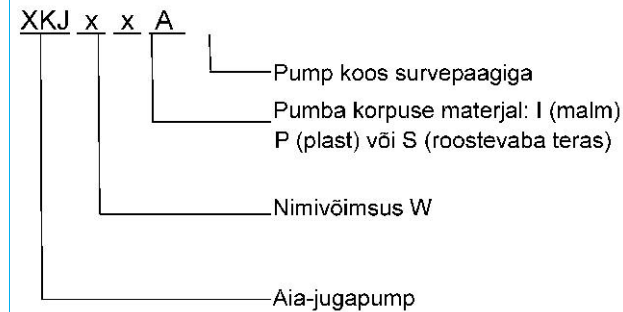 XKJ x x A
Pump koos survepaagiga
Pumba korpuse materjal: I (malm)
P (plast) või S (roostevaba teras)
Nimivõimsus W
Aia-jugapump